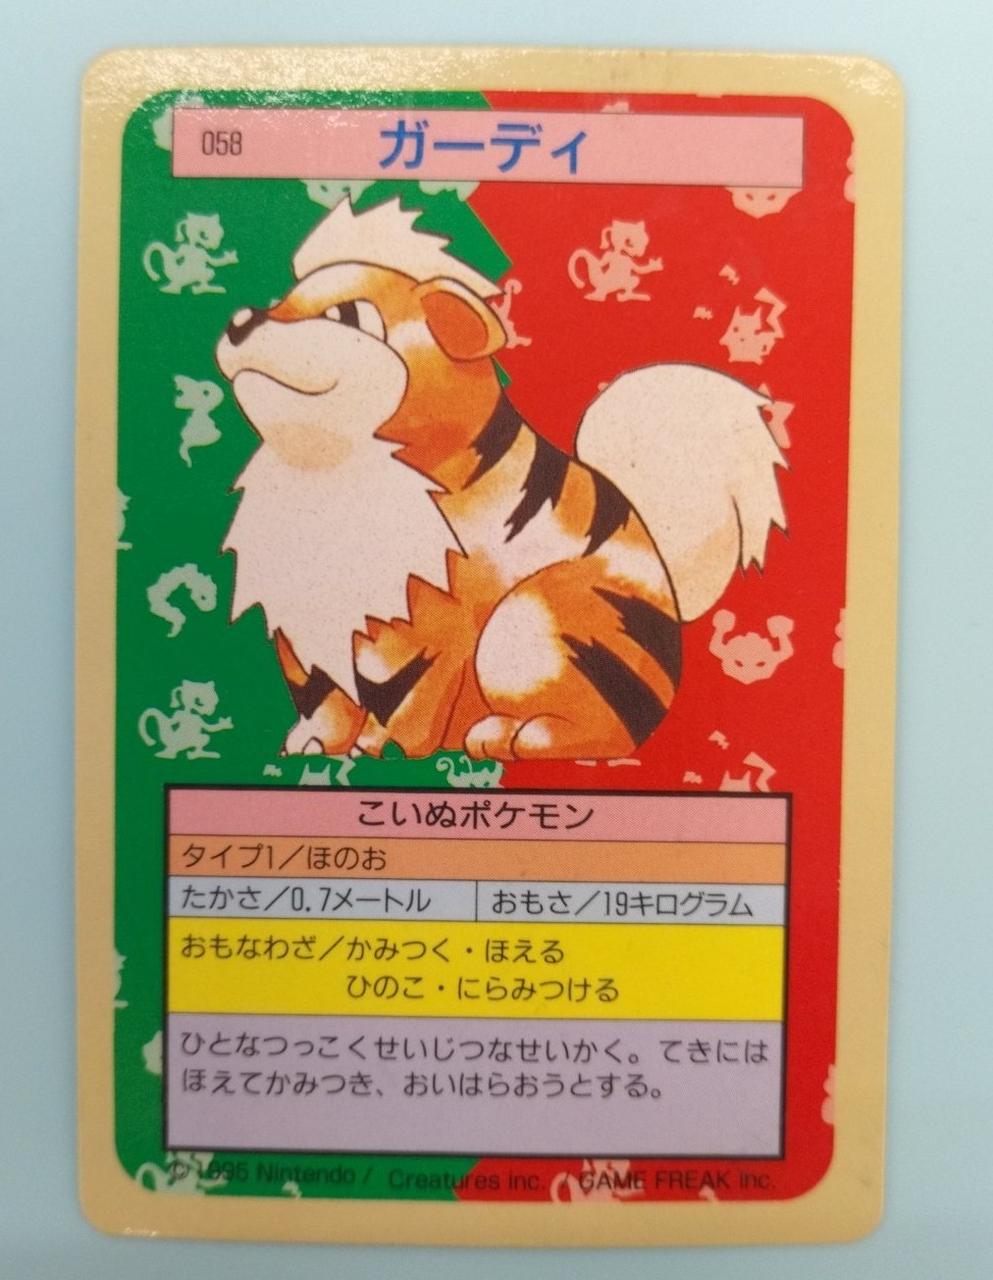 058 ガーディ
こいぬポケモン
タイプ1／ほのお
たかさ／0.7メートル おもさ／19キログラム
おもなわざ／かみつく・ほえる
ひのこ・にらみつける
ひとなつっこくせいじつなせいかく。てきには
ほえてかみつき、おいはらおうとする。
© 1995 Nintendo / Creatures inc. / GAME FREAK inc.